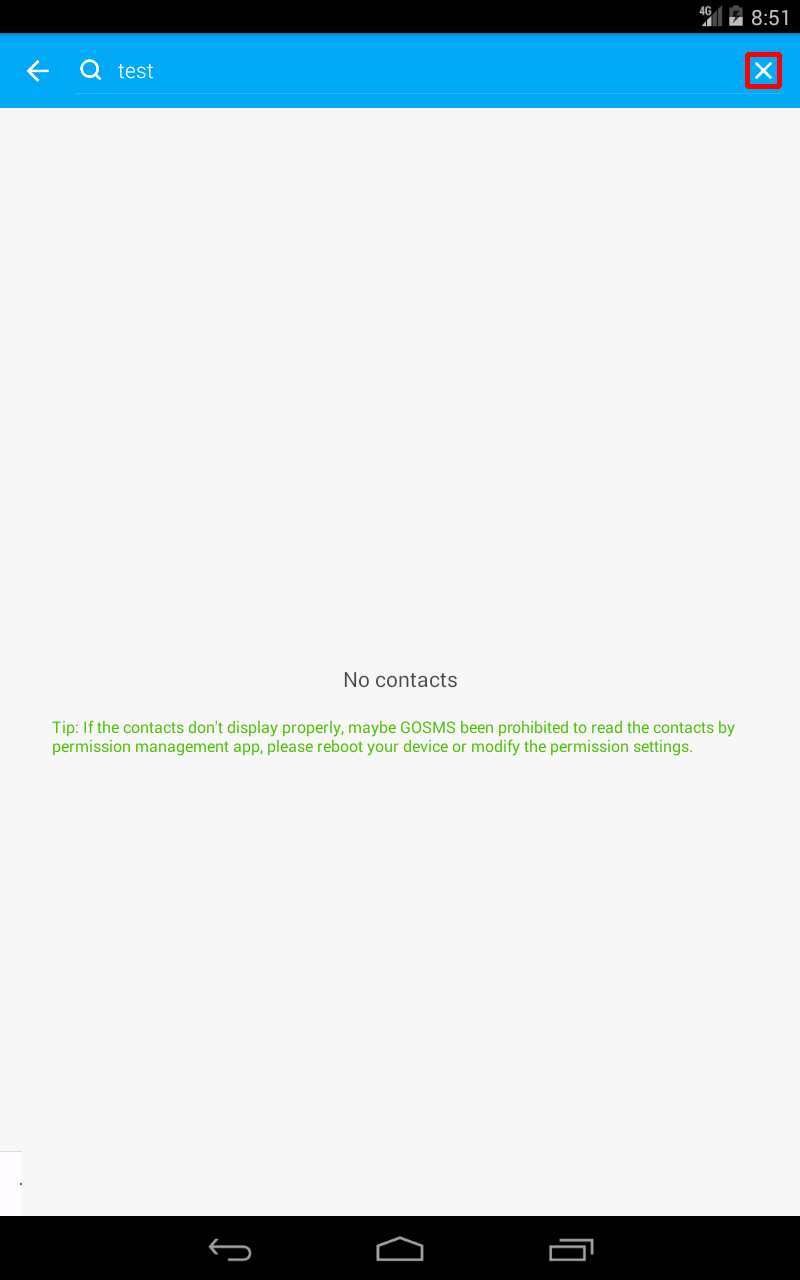 4G 8:51
test
No contacts
Tip: If the contacts don't display properly, maybe GOSMS been prohibited to read the contacts by
permission management app, please reboot your device or modify the permission settings.